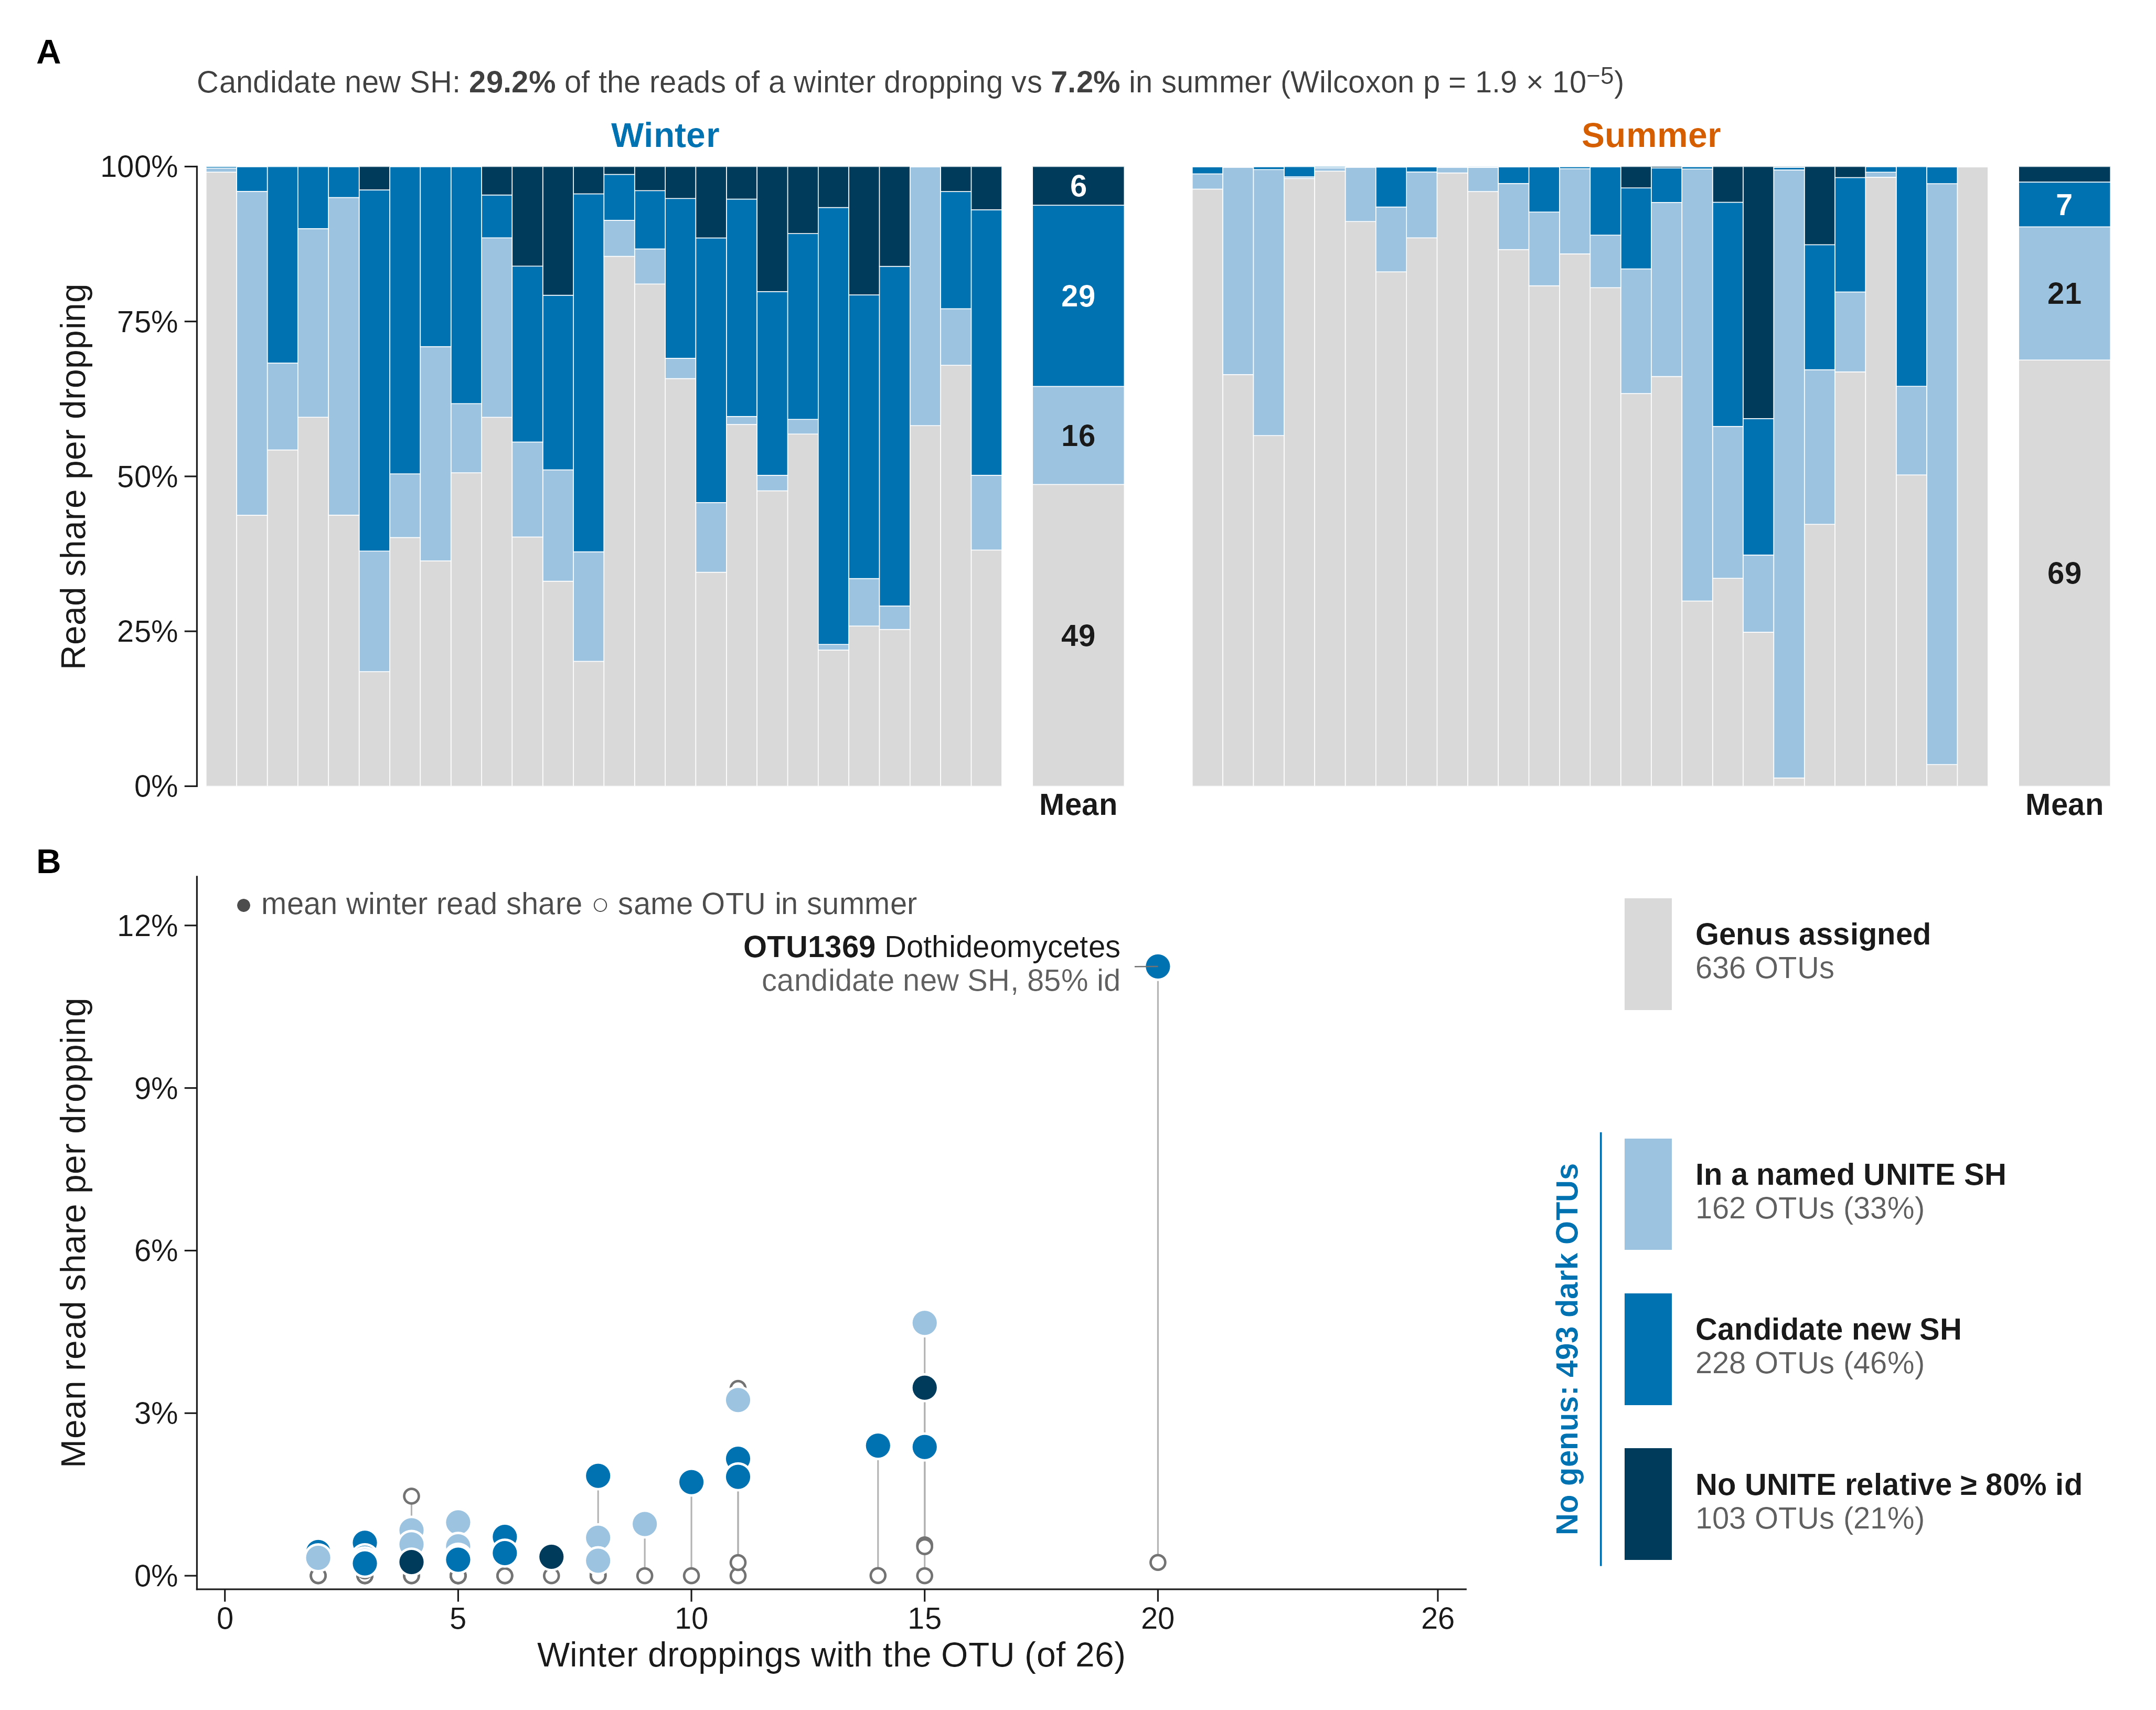 A
Candidate new SH: 29.2% of the reads of a winter dropping vs 7.2% in summer (Wilcoxon p = 1.9 × 10⁻⁵)
Winter
Summer
Read share per dropping
100%
75%
50%
25%
0%
6
29
16
49
Mean
7
21
69
Mean
B
● mean winter read share ○ same OTU in summer
OTU1369 Dothideomycetes
candidate new SH, 85% id
Mean read share per dropping
12%
9%
6%
3%
0%
0
5
10
15
20
26
Winter droppings with the OTU (of 26)
Genus assigned
636 OTUs
No genus: 493 dark OTUs
In a named UNITE SH
162 OTUs (33%)
Candidate new SH
228 OTUs (46%)
No UNITE relative ≥ 80% id
103 OTUs (21%)